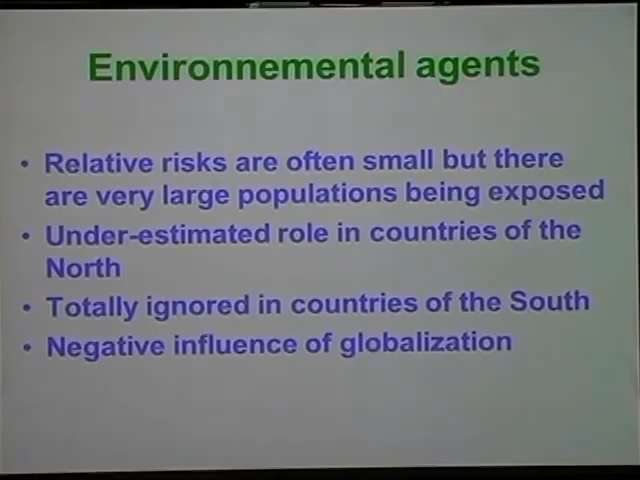 Environnemental agents
• Relative risks are often small but there
are very large populations being exposed
• Under-estimated role in countries of the
North
• Totally ignored in countries of the South
• Negative influence of globalization